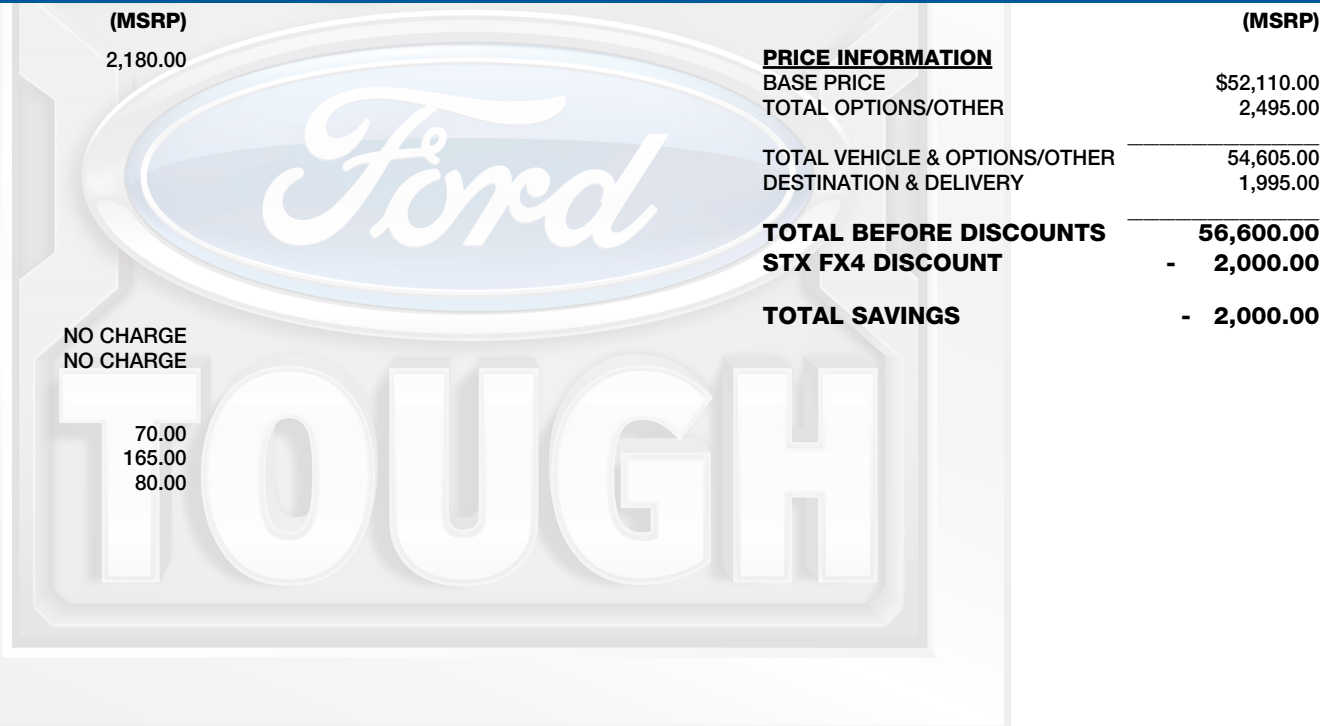 (MSRP)
2,180.00
NO CHARGE
NO CHARGE
70.00
165.00
80.00
Ford
TOUGH
(MSRP)
PRICE INFORMATION
BASE PRICE $52,110.00
TOTAL OPTIONS/OTHER 2,495.00
TOTAL VEHICLE & OPTIONS/OTHER 54,605.00
DESTINATION & DELIVERY 1,995.00
TOTAL BEFORE DISCOUNTS 56,600.00
STX FX4 DISCOUNT - 2,000.00
TOTAL SAVINGS - 2,000.00